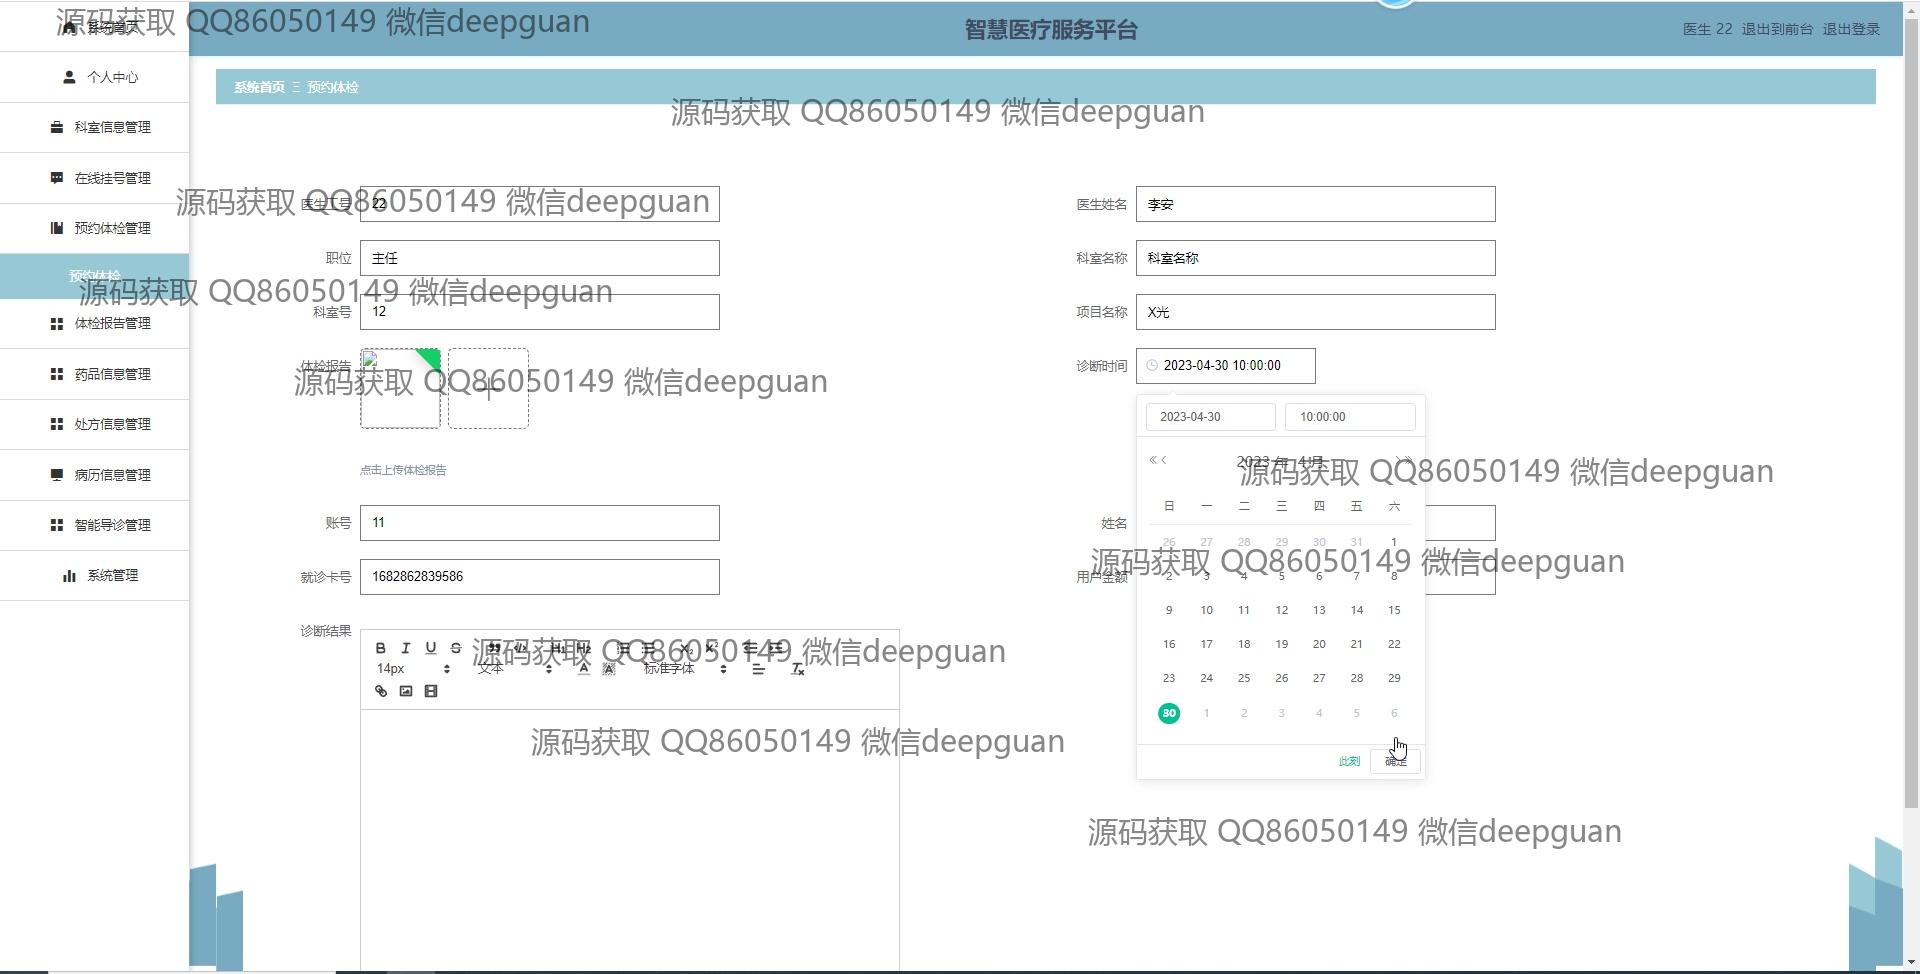 系统首页
源码获取 QQ86050149 微信deepguan
智慧医疗服务平台
医生 22 退出到前台 退出登录
个人中心
系统首页 Ξ 预约体检
源码获取 QQ86050149 微信deepguan
科室信息管理
在线挂号管理
预约体检管理
预约体检
体检报告管理
药品信息管理
处方信息管理
病历信息管理
智能导诊管理
系统管理
源码获取 QQ86050149 微信deepguan
医生工号 22
医生姓名 李安
职位 主任
科室名称 科室名称
源码获取 QQ86050149 微信deepguan
科室号 12
项目名称 X光
体检报告
诊断时间 2023-04-30 10:00:00
源码获取 QQ86050149 微信deepguan
点击上传体检报告
2023-04-30 10:00:00
2023 年 4 月
源码获取 QQ86050149 微信deepguan
日 一 二 三 四 五 六
26 27 28 29 30 31 1
2 3 4 5 6 7 8
9 10 11 12 13 14 15
16 17 18 19 20 21 22
23 24 25 26 27 28 29
30 1 2 3 4 5 6
此刻 确定
账号 11
姓名
源码获取 QQ86050149 微信deepguan
就诊卡号 1682862839586
用户金额
诊断结果
B I U S H1 H2 X2 X2
14px 文本 A A 标准字体 Tx
源码获取 QQ86050149 微信deepguan
源码获取 QQ86050149 微信deepguan
源码获取 QQ86050149 微信deepguan